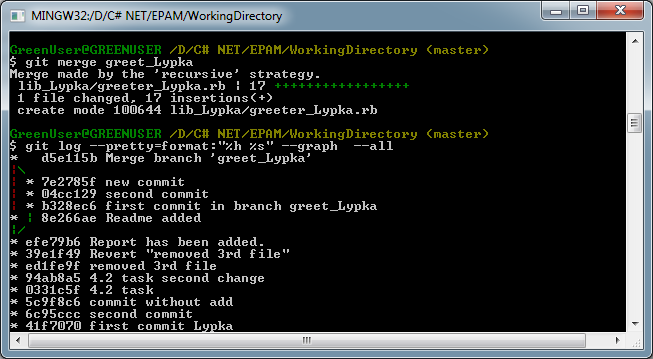 MINGW32:/D/C# NET/EPAM/WorkingDirectory
GreenUser@GREENUSER /D/C# NET/EPAM/WorkingDirectory (master)
$ git merge greet_Lypka
Merge made by the 'recursive' strategy.
 lib_Lypka/greeter_Lypka.rb | 17 +++++++++++++++++
 1 file changed, 17 insertions(+)
 create mode 100644 lib_Lypka/greeter_Lypka.rb
GreenUser@GREENUSER /D/C# NET/EPAM/WorkingDirectory (master)
$ git log --pretty=format:"%h %s" --graph  --all
*   d5e115b Merge branch 'greet_Lypka'
|\
| * 7e2785f new commit
| * 04cc129 second commit
| * b328ec6 first commit in branch greet_Lypka
* | 8e266ae Readme added
|/
* efe79b6 Report has been added.
* 39e1f49 Revert "removed 3rd file"
* ed1fe9f removed 3rd file
* 94ab8a5 4.2 task second change
* 0331c5f 4.2 task
* 5c9f8c6 commit without add
* 6c95ccc second commit
* 41f7070 first commit Lypka